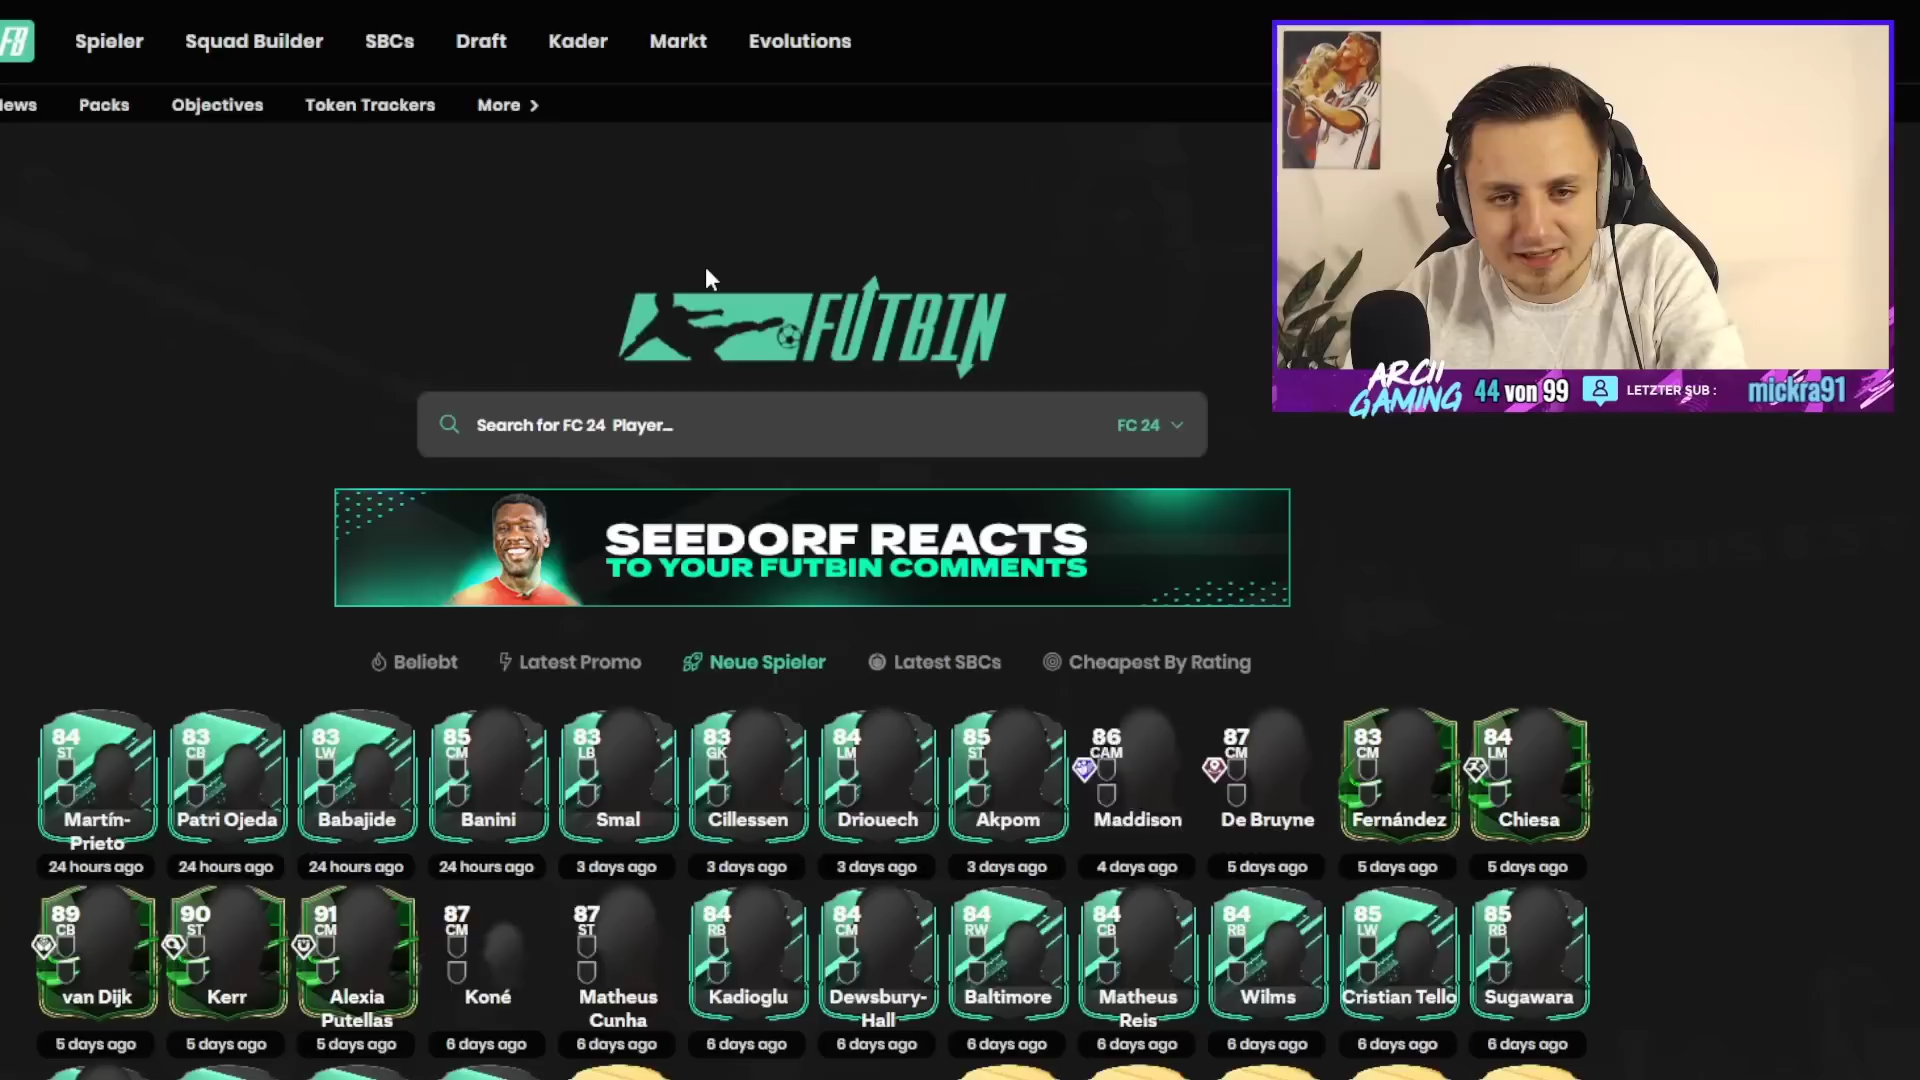 Spieler Squad Builder SBCs Draft Kader Markt Evolutions
Packs Objectives Token Trackers More
FUTBIN
Search for FC 24 Player... FC 24
SEEDORF REACTS
TO YOUR FUTBIN COMMENTS
Beliebt Latest Promo Neue Spieler Latest SBCs Cheapest By Rating
84 83 83 85 83 83 84 85 86 87 83 84
ST CB LW CM LB GK LM ST CAM CM CM LM
Martín-Prieto Patri Ojeda Babajide Banini Smal Cillessen Driouech Akpom Maddison De Bruyne Fernández Chiesa
24 hours ago 24 hours ago 24 hours ago 24 hours ago 3 days ago 3 days ago 3 days ago 3 days ago 4 days ago 5 days ago 5 days ago 5 days ago
89 90 91 87 87 84 84 84 84 84 85 85
CB ST CM CM ST RB CM RW CB RB LW RB
van Dijk Kerr Alexia Putellas Koné Matheus Cunha Kadioglu Dewsbury-Hall Baltimore Matheus Reis Wilms Cristian Tello Sugawara
5 days ago 5 days ago 5 days ago 6 days ago 6 days ago 6 days ago 6 days ago 6 days ago 6 days ago 6 days ago 6 days ago 6 days ago
ARCII
GAMING
44 von 99
LETZTER SUB :
mickra91